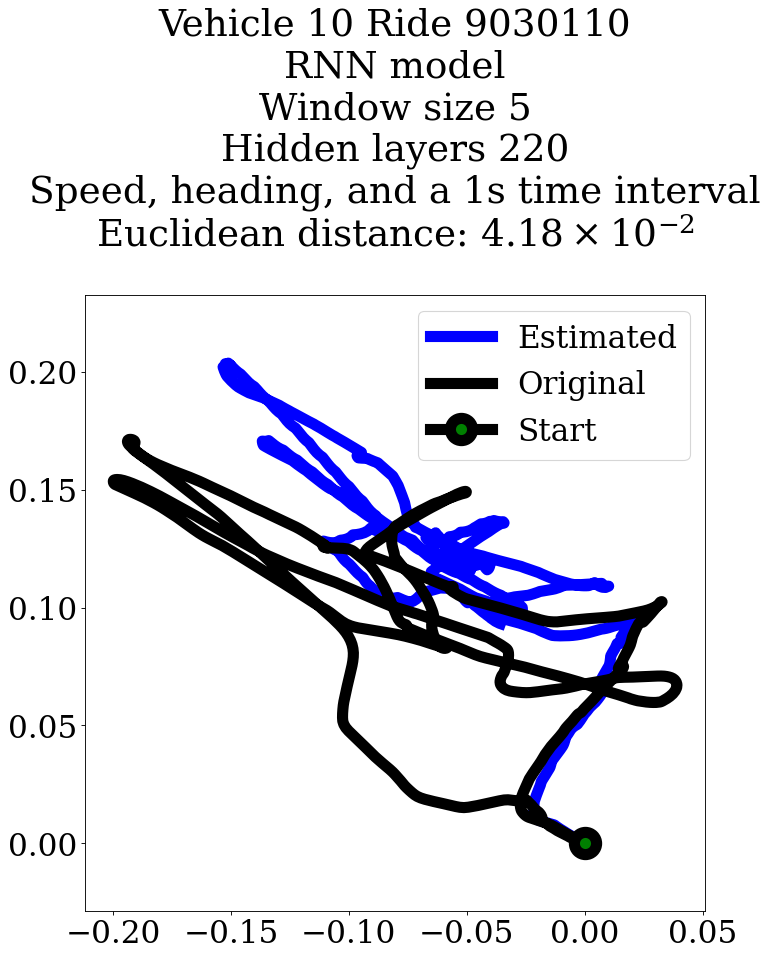 Vehicle 10 Ride 9030110
RNN model
Window size 5
Hidden layers 220
Speed, heading, and a 1s time interval
Euclidean distance: 4.18 × 10⁻²
Estimated
Original
Start
0.20
0.15
0.10
0.05
0.00
−0.20 −0.15 −0.10 −0.05 0.00 0.05